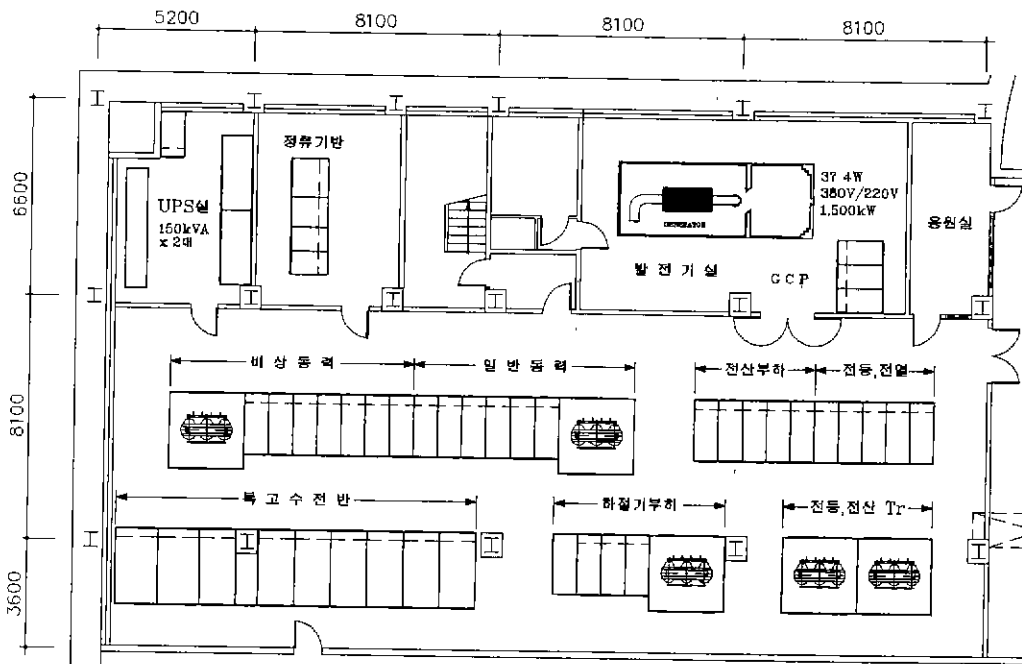 5200
8100
8100
8100
6600
8100
3600
정류기반
UPS실
150kVA
x 2대
GENERATOR
37 4W
380V/220V
1,500kW
발 전 기 실
GCP
응원실
비 상 동 력
일 반 동 력
전산부하
전등,전열
특 고 수 전 반
하절기부하
전등,전산 Tr